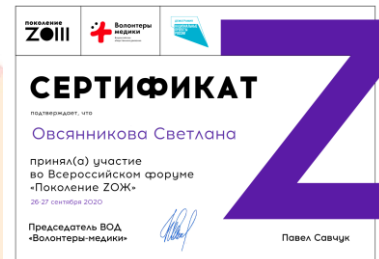 поколение
ZOЖ
Волонтеры
медики
СЕРТИФИКАТ
подтверждает, что
Овсянникова Светлана
принял(а) участие
во Всероссийском форуме
«Поколение ZОЖ»
26-27 сентября 2020
Председатель ВОД
«Волонтеры-медики»
Павел Савчук
Z